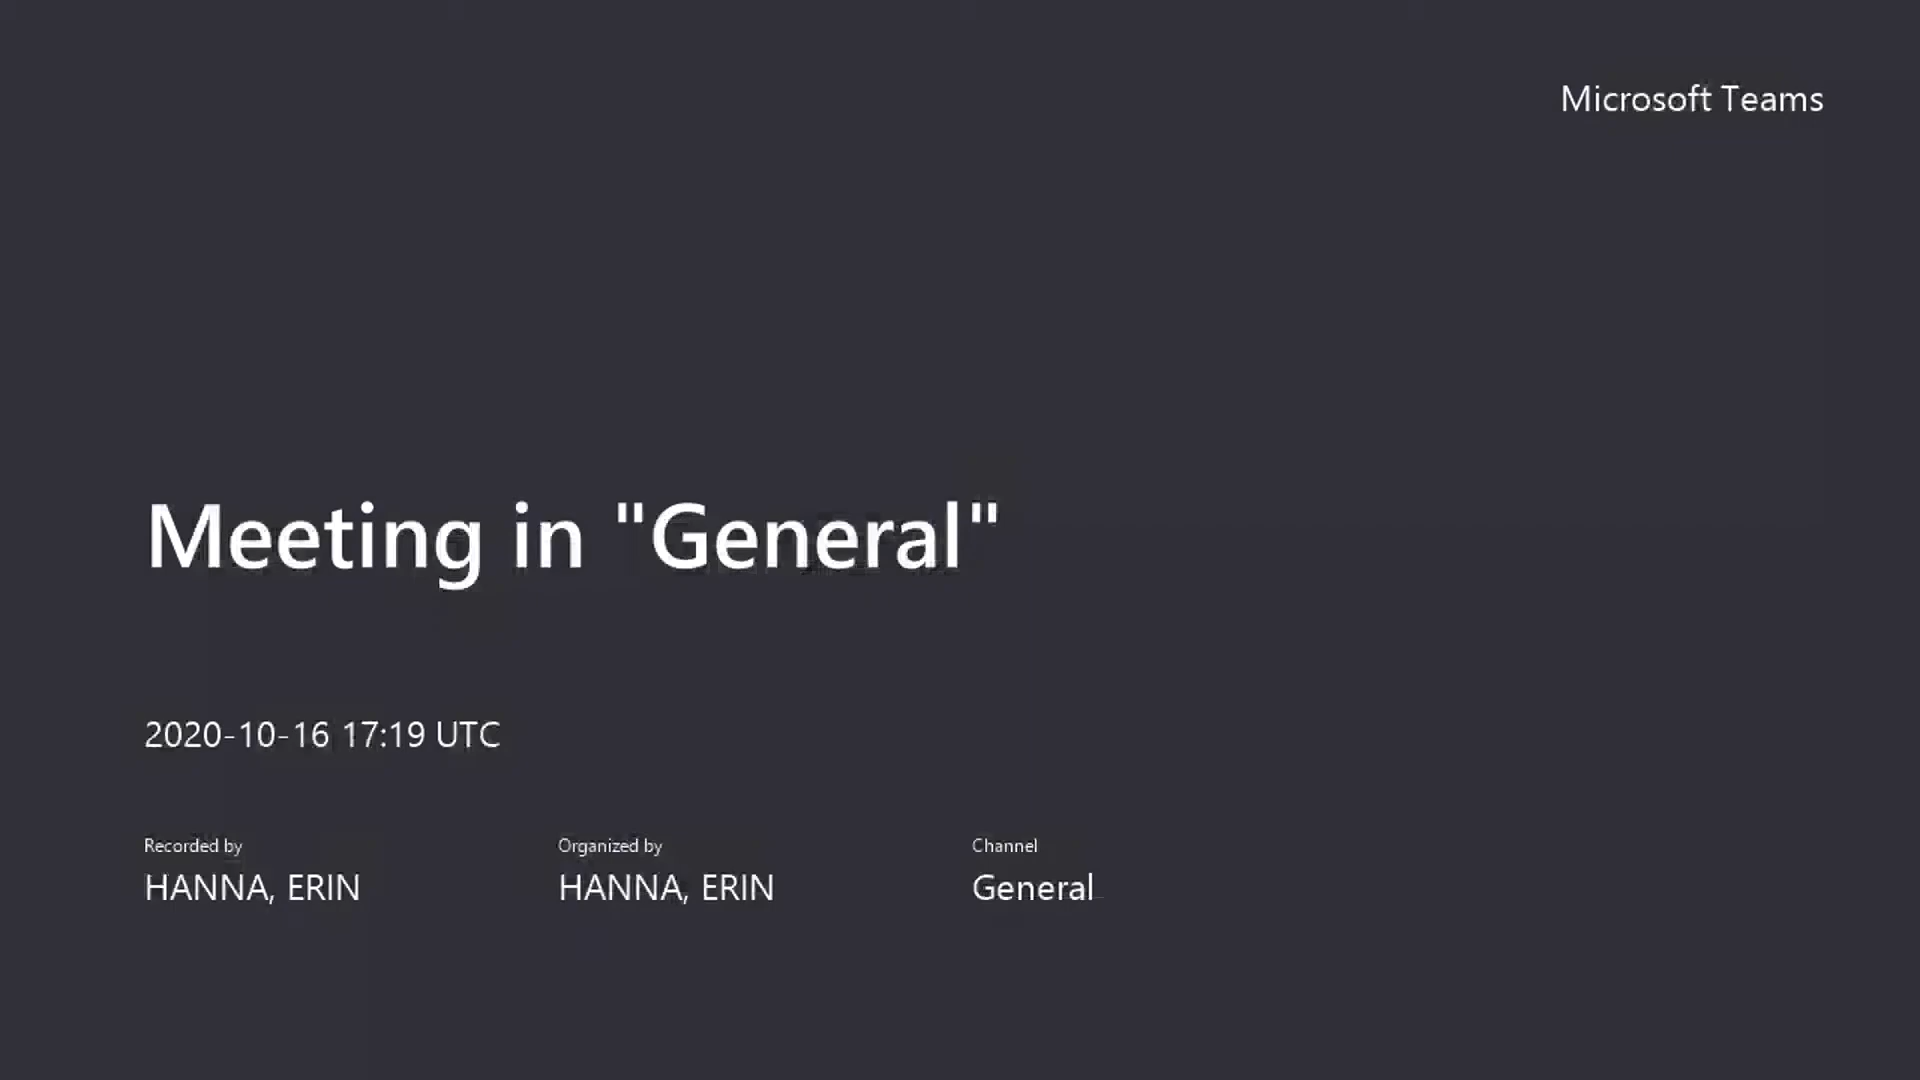 Microsoft Teams
Meeting in "General"
2020-10-16 17:19 UTC
Recorded by
HANNA, ERIN
Organized by
HANNA, ERIN
Channel
General